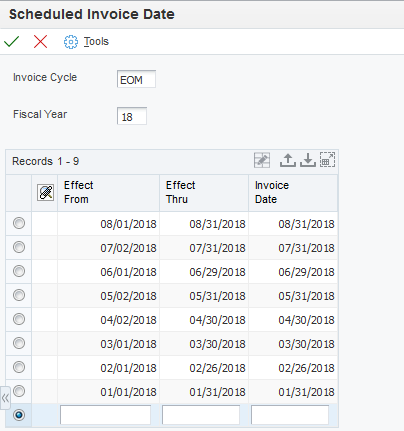 Scheduled Invoice Date
Tools
Invoice Cycle EOM
Fiscal Year 18
Records 1 - 9
Effect From Effect Thru Invoice Date
08/01/2018 08/31/2018 08/31/2018
07/02/2018 07/31/2018 07/31/2018
06/01/2018 06/29/2018 06/29/2018
05/02/2018 05/31/2018 05/31/2018
04/02/2018 04/30/2018 04/30/2018
03/01/2018 03/30/2018 03/30/2018
02/01/2018 02/26/2018 02/26/2018
01/01/2018 01/31/2018 01/31/2018